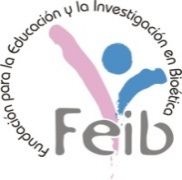 Fundación para la Educación y la Investigación en Bioética
Feib